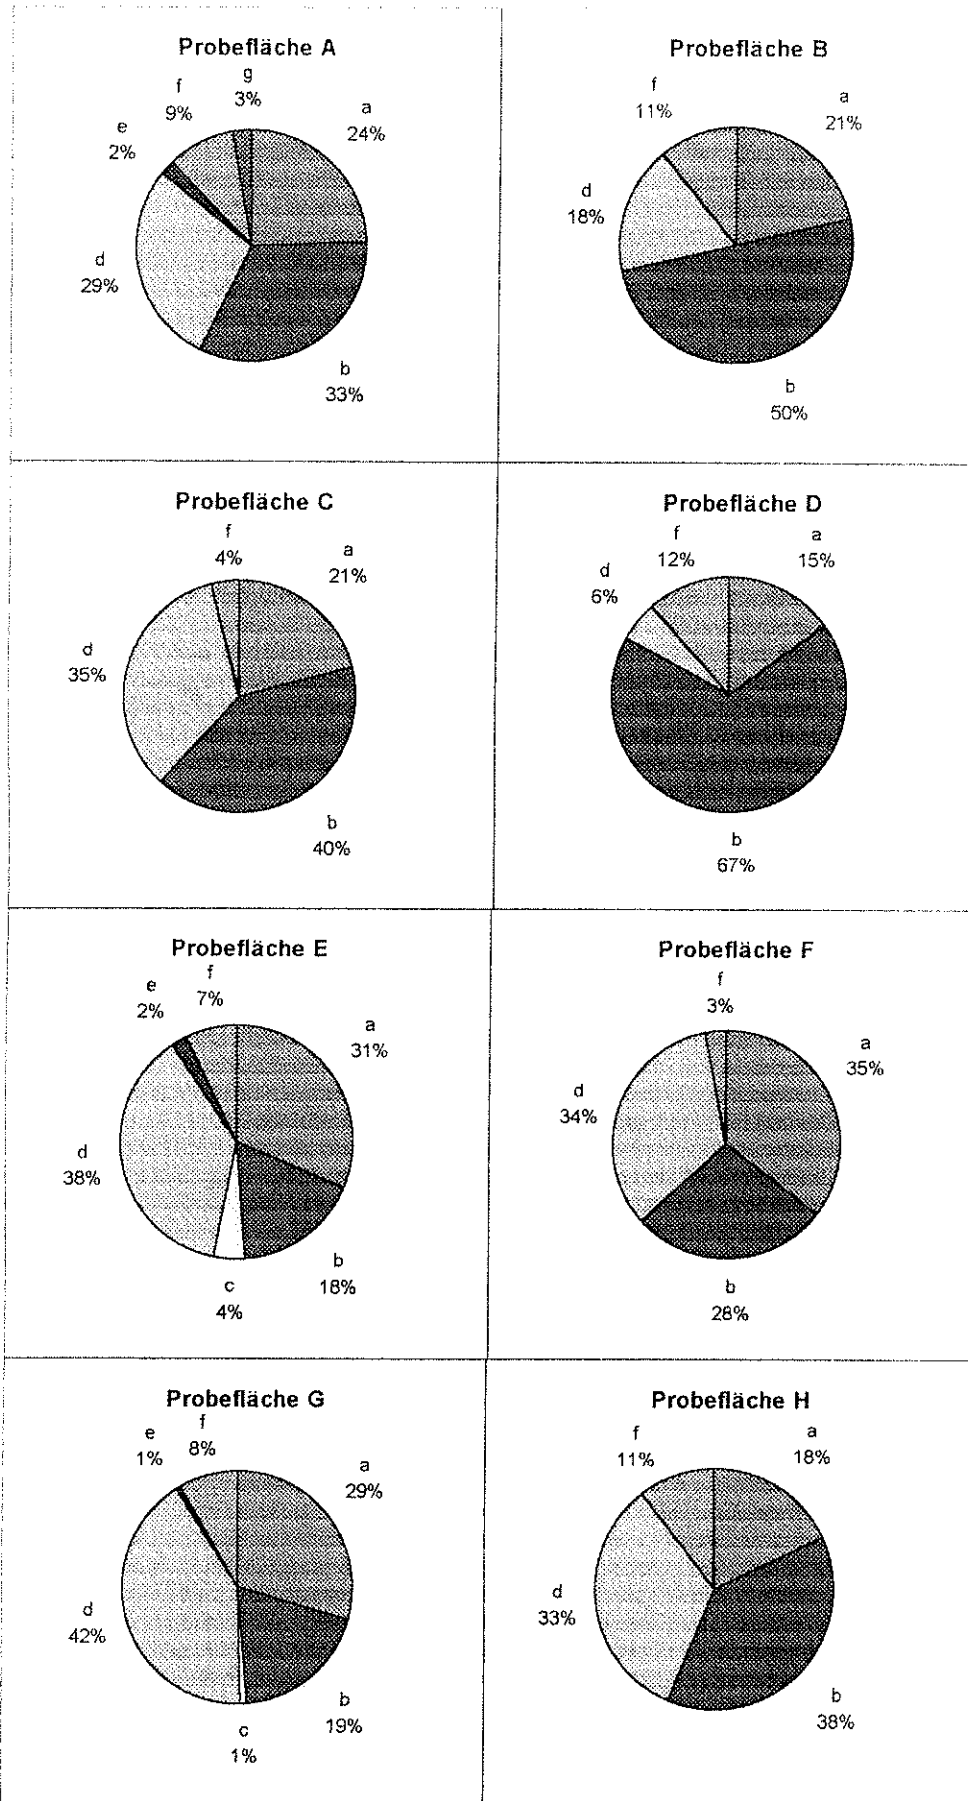 Probefläche A
g
3%
f
9%
a
24%
e
2%
d
29%
b
33%
Probefläche B
f
11%
a
21%
d
18%
b
50%
Probefläche C
f
4%
a
21%
d
35%
b
40%
Probefläche D
f
12%
a
15%
d
6%
b
67%
Probefläche E
f
7%
e
2%
a
31%
d
38%
b
18%
c
4%
Probefläche F
f
3%
a
35%
d
34%
b
28%
Probefläche G
f
8%
e
1%
a
29%
d
42%
b
19%
c
1%
Probefläche H
f
11%
a
18%
d
33%
b
38%